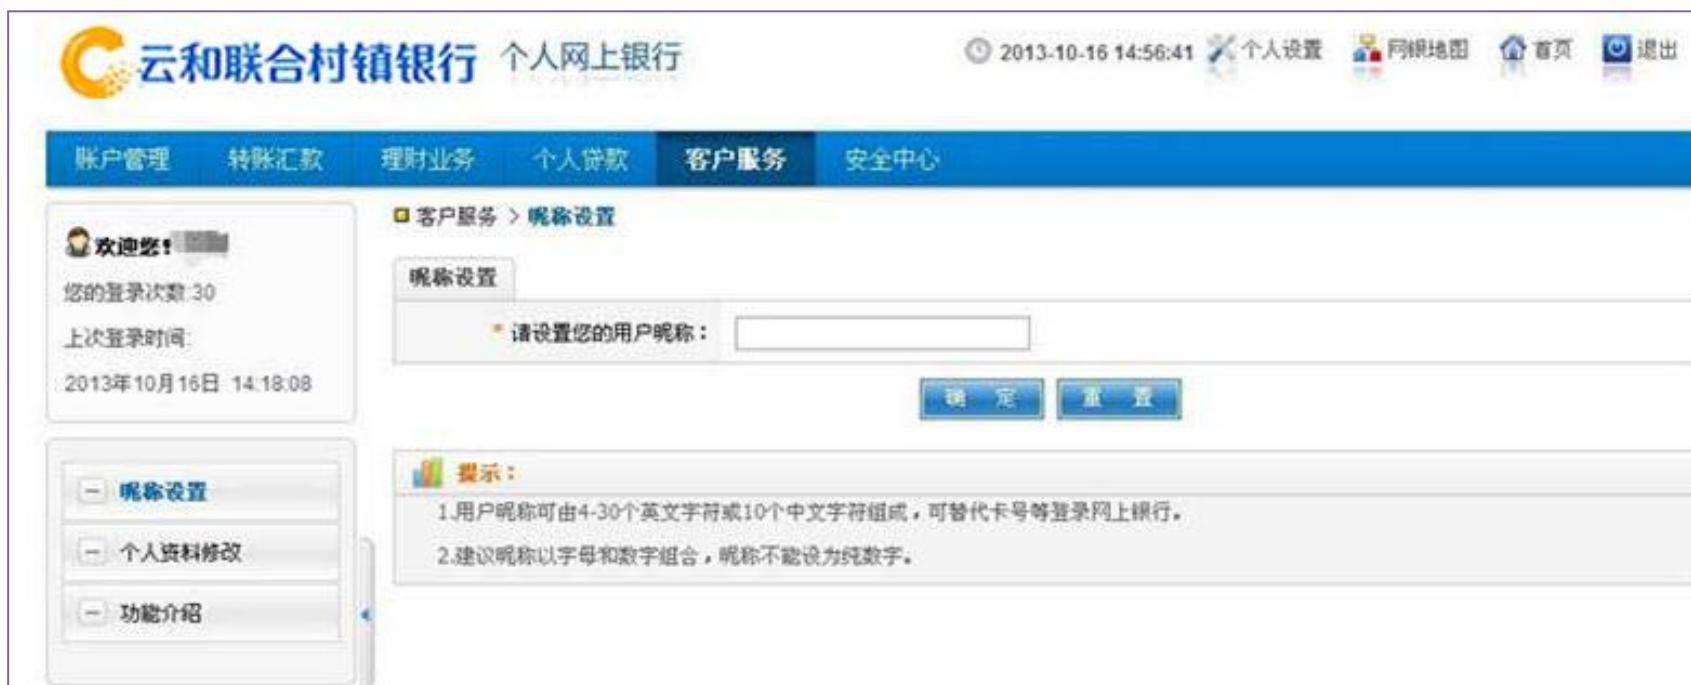 云和联合村镇银行 个人网上银行
2013-10-16 14:56:41 个人设置 网银地图 首页 退出
账户管理 转账汇款 理财业务 个人贷款 客户服务 安全中心
客户服务 > 昵称设置
欢迎您!
您的登录次数:30
上次登录时间:
2013年10月16日 14:18:08
昵称设置
* 请设置您的用户昵称:
确 定 重 置
昵称设置
个人资料修改
功能介绍
提示:
1.用户昵称可由4-30个英文字符或10个中文字符组成,可替代卡号等登录网上银行。
2.建议昵称以字母和数字组合,昵称不能设为纯数字。